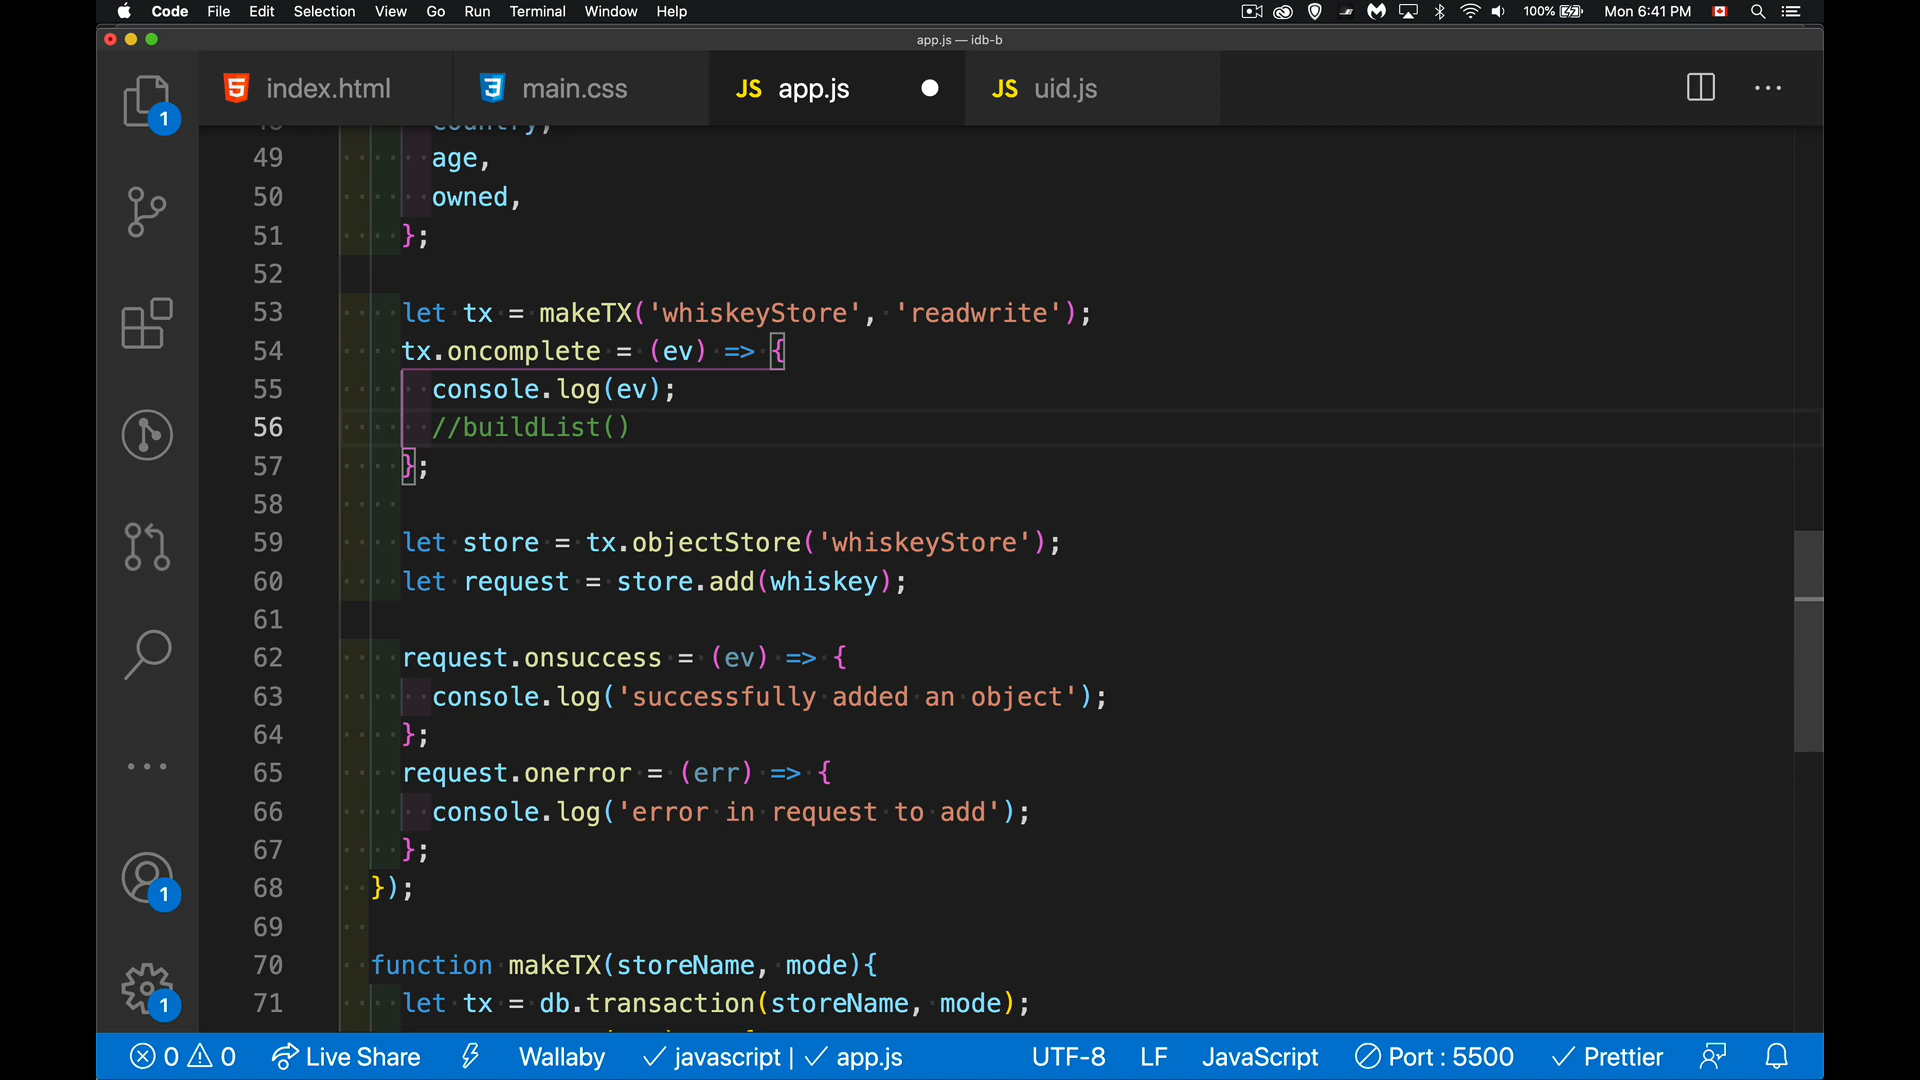 Code File Edit Selection View Go Run Terminal Window Help 100% Mon 6:41 PM
app.js — idb-b
index.html main.css JS app.js JS uid.js
country,
49 age,
50 owned,
51 };
52
53 let tx = makeTX('whiskeyStore', 'readwrite');
54 tx.oncomplete = (ev) => {
55 console.log(ev);
56 //buildList()
57 };
58
59 let store = tx.objectStore('whiskeyStore');
60 let request = store.add(whiskey);
61
62 request.onsuccess = (ev) => {
63 console.log('successfully added an object');
64 };
65 request.onerror = (err) => {
66 console.log('error in request to add');
67 };
68 });
69
70 function makeTX(storeName, mode){
71 let tx = db.transaction(storeName, mode);
1
1
1
0 0 Live Share Wallaby javascript | app.js UTF-8 LF JavaScript Port : 5500 Prettier